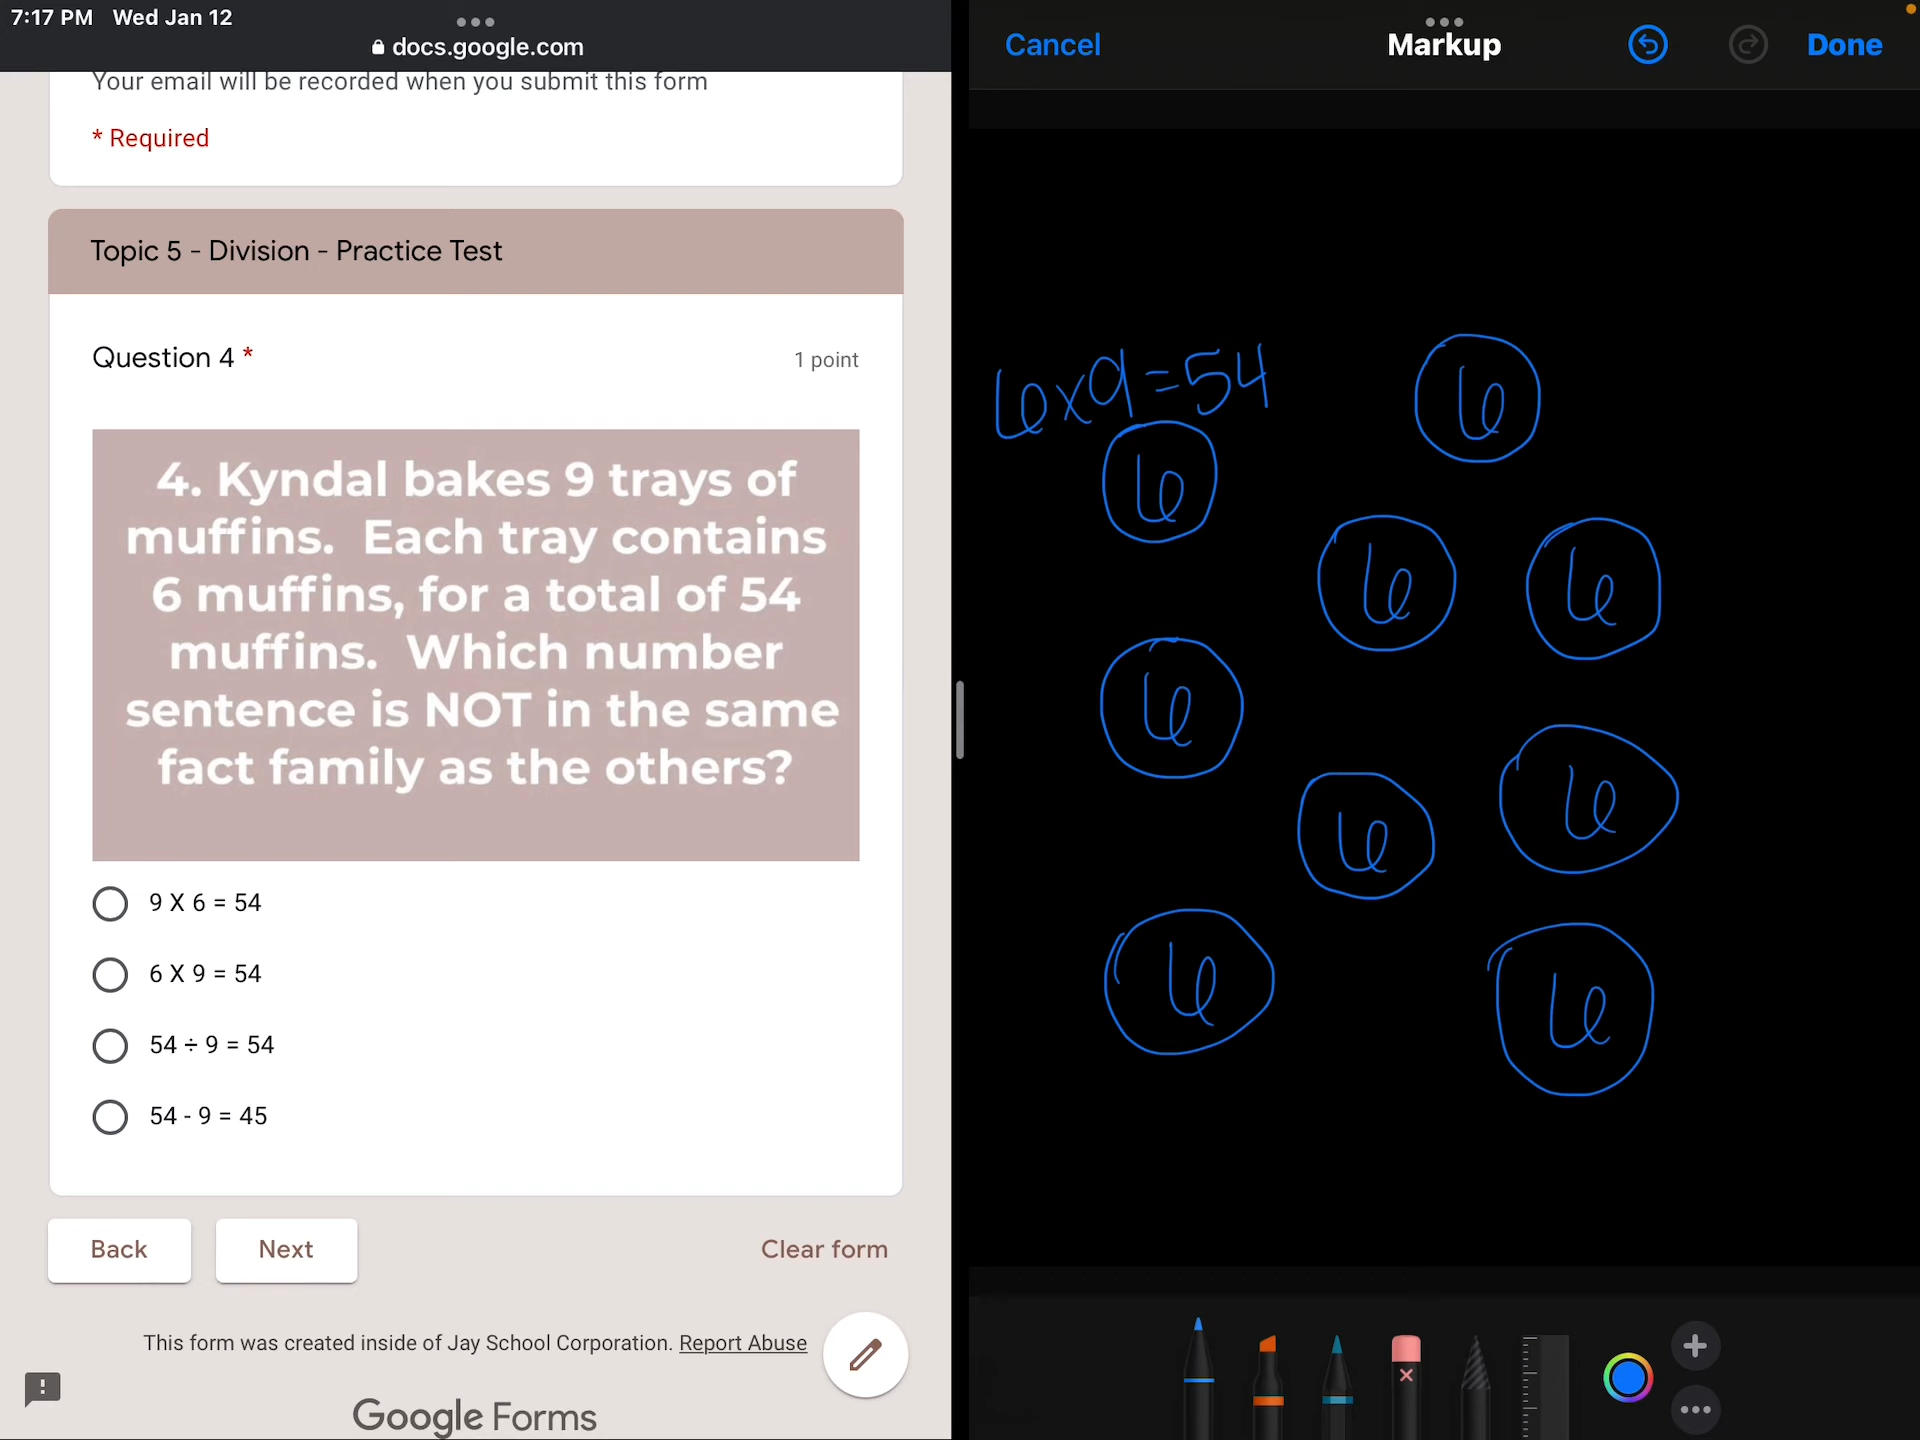 7:17 PM Wed Jan 12
docs.google.com
Your email will be recorded when you submit this form
* Required
Topic 5 - Division - Practice Test
Question 4 *
1 point
4. Kyndal bakes 9 trays of
muffins. Each tray contains
6 muffins, for a total of 54
muffins. Which number
sentence is NOT in the same
fact family as the others?
9 X 6 = 54
6 X 9 = 54
54 ÷ 9 = 54
54 - 9 = 45
Back
Next
Clear form
This form was created inside of Jay School Corporation. Report Abuse
Google Forms
Cancel
Markup
Done
6x9=54
6
6
6
6
6
6
6
6
6